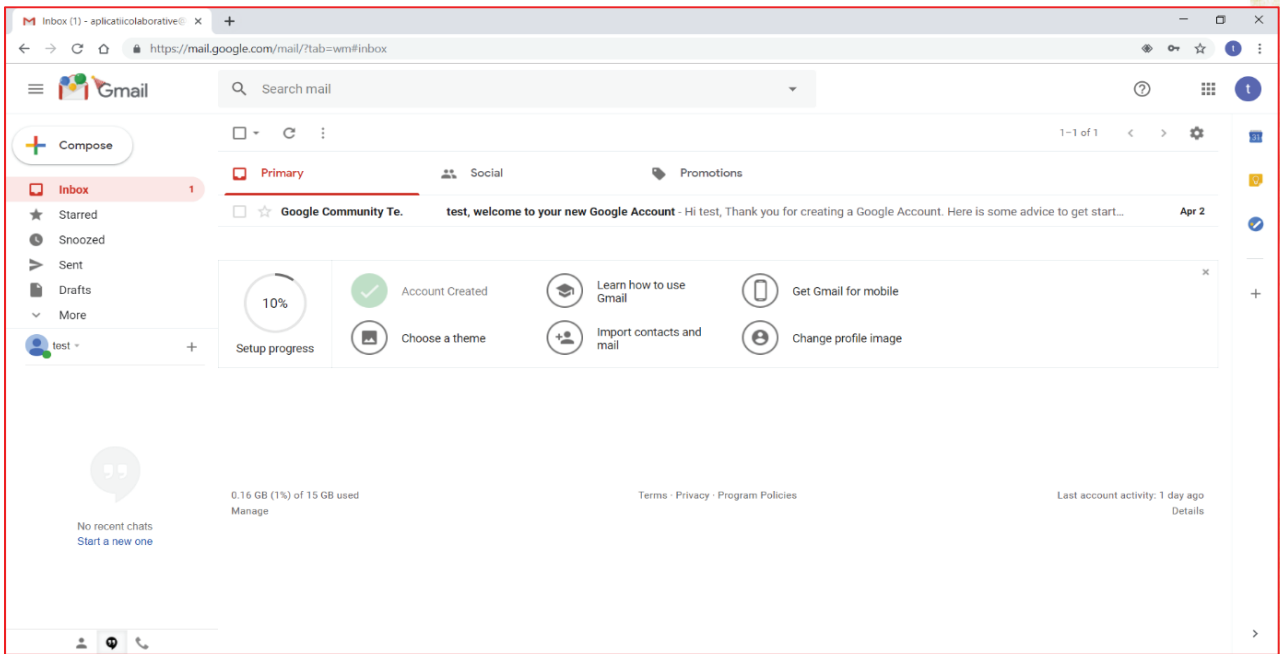 Inbox (1) - aplicatiicolaborative@
https://mail.google.com/mail/?tab=wm#inbox
t
Gmail
Search mail
t
Compose
1–1 of 1
31
Primary
Social
Promotions
Inbox 1
Google Community Te. test, welcome to your new Google Account - Hi test, Thank you for creating a Google Account. Here is some advice to get start... Apr 2
Starred
Snoozed
Sent
Drafts
More
test
10%
Setup progress
Account Created
Learn how to use
Gmail
Get Gmail for mobile
Choose a theme
Import contacts and
mail
Change profile image
No recent chats
Start a new one
0.16 GB (1%) of 15 GB used
Manage
Terms · Privacy · Program Policies
Last account activity: 1 day ago
Details